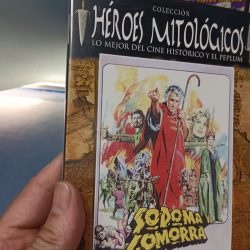 COLECCIÓN
HÉROES MITOLÓGICOS
LO MEJOR DEL CINE HISTÓRICO Y EL PEPLUM
SODOMA Y
GOMORRA